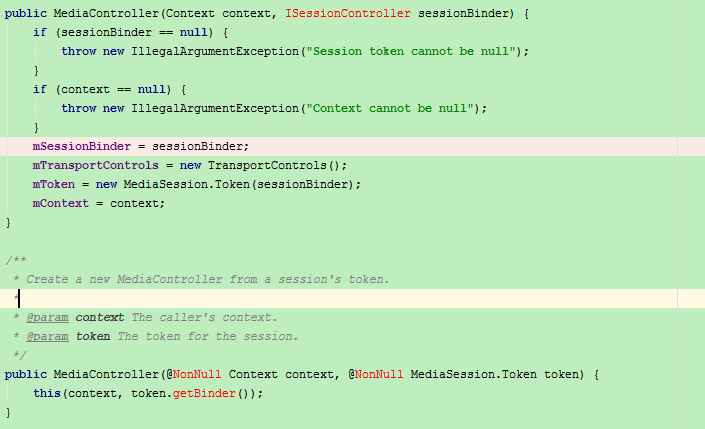 public MediaController(Context context, ISessionController sessionBinder) {
    if (sessionBinder == null) {
        throw new IllegalArgumentException("Session token cannot be null");
    }
    if (context == null) {
        throw new IllegalArgumentException("Context cannot be null");
    }
    mSessionBinder = sessionBinder;
    mTransportControls = new TransportControls();
    mToken = new MediaSession.Token(sessionBinder);
    mContext = context;
}

/**
 * Create a new MediaController from a session's token.
 *
 * @param context The caller's context.
 * @param token The token for the session.
 */
public MediaController(@NonNull Context context, @NonNull MediaSession.Token token) {
    this(context, token.getBinder());
}